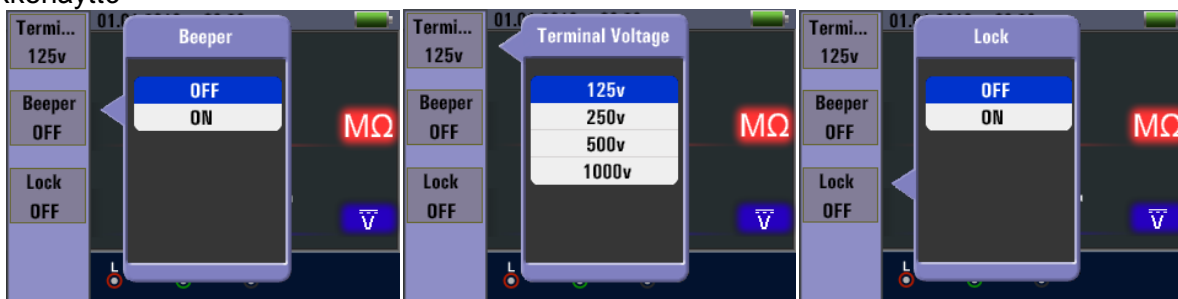 Termi...
125v
Beeper
OFF
Lock
OFF
Beeper
OFF
ON
MΩ
V
L
Termi...
125v
Beeper
OFF
Lock
OFF
Terminal Voltage
125v
250v
500v
1000v
MΩ
V
L
Termi...
125v
Beeper
OFF
Lock
OFF
Lock
OFF
ON
MΩ
V
L